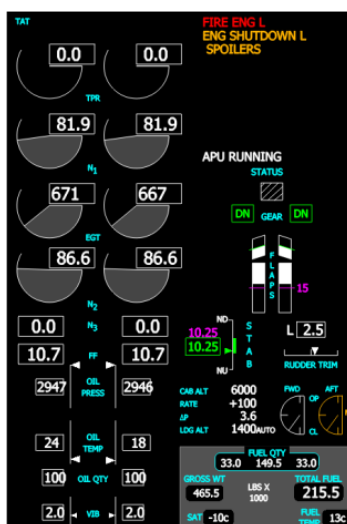 TAT
FIRE ENG L
ENG SHUTDOWN L
SPOILERS
0.0 0.0
TPR
81.9 81.9
N1
APU RUNNING
STATUS
671 667
EGT
DN GEAR DN
86.6 86.6
N2
FLAPS
15
0.0 N3 0.0
10.7 FF 10.7
ND
10.25
10.25
NU
STAB
L 2.5
RUDDER TRIM
2947 OIL PRESS 2946
CAB ALT 6000
RATE +100
ΔP 3.6
LDG ALT 1400AUTO
FWD AFT
OP
CL
24 OIL TEMP 18
100 OIL QTY 100
2.0 VIB 2.0
FUEL QTY
33.0 149.5 33.0
GROSS WT TOTAL FUEL
465.5 LBS X 1000 215.5
SAT -10c FUEL TEMP 13c